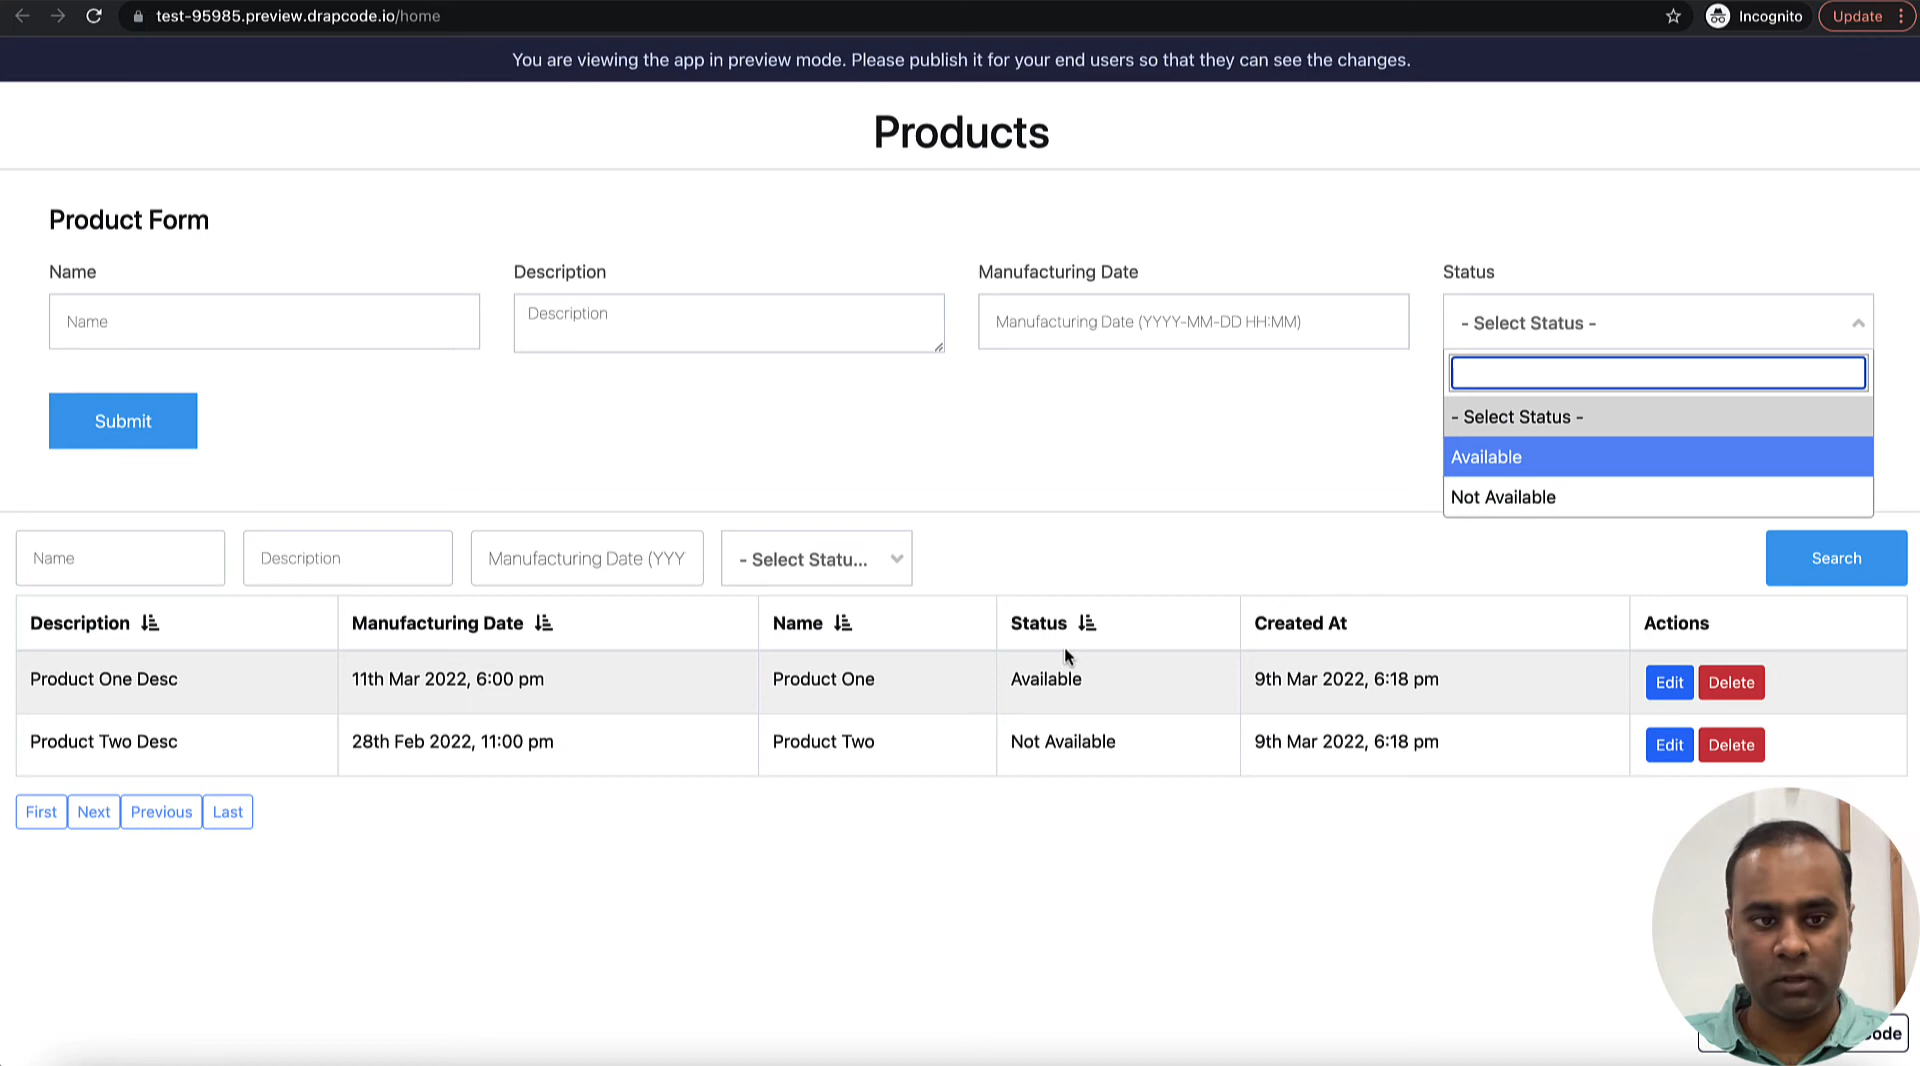 test-95985.preview.drapcode.io/home
Incognito
Update
You are viewing the app in preview mode. Please publish it for your end users so that they can see the changes.
Products
Product Form
Name
Description
Manufacturing Date
Status
Name
Description
Manufacturing Date (YYYY-MM-DD HH:MM)
- Select Status -
- Select Status -
Available
Not Available
Submit
Name
Description
Manufacturing Date (YYY
- Select Statu...
Search
Description
Manufacturing Date
Name
Status
Created At
Actions
Product One Desc
11th Mar 2022, 6:00 pm
Product One
Available
9th Mar 2022, 6:18 pm
Edit
Delete
Product Two Desc
28th Feb 2022, 11:00 pm
Product Two
Not Available
9th Mar 2022, 6:18 pm
Edit
Delete
First
Next
Previous
Last